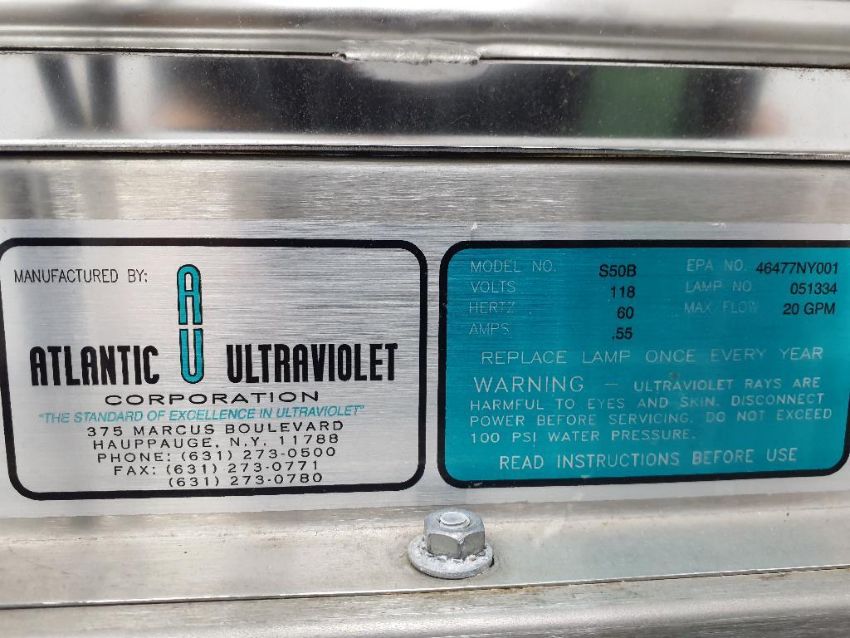 MANUFACTURED BY:
AU
ATLANTIC ULTRAVIOLET
CORPORATION
"THE STANDARD OF EXCELLENCE IN ULTRAVIOLET"
375 MARCUS BOULEVARD
HAUPPAUGE, N.Y. 11788
PHONE: (631) 273-0500
FAX: (631) 273-0771
(631) 273-0780
MODEL NO. S50B EPA NO. 46477NY001
VOLTS 118 LAMP NO 051334
HERTZ 60 MAX FLOW 20 GPM
AMPS .55
REPLACE LAMP ONCE EVERY YEAR
WARNING – ULTRAVIOLET RAYS ARE
HARMFUL TO EYES AND SKIN. DISCONNECT
POWER BEFORE SERVICING. DO NOT EXCEED
100 PSI WATER PRESSURE.
READ INSTRUCTIONS BEFORE USE